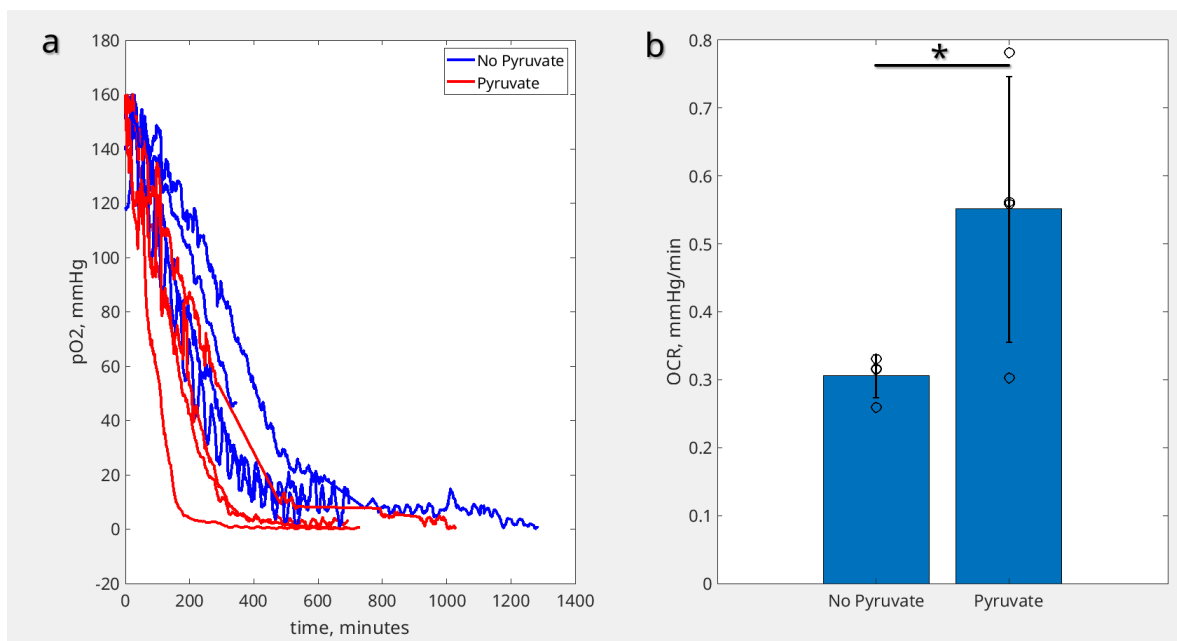 a
180
160
140
120
100
80
60
40
20
0
-20
pO2, mmHg
No Pyruvate
Pyruvate
0 200 400 600 800 1000 1200 1400
time, minutes
b
0.8
0.7
0.6
0.5
0.4
0.3
0.2
0.1
0
OCR, mmHg/min
*
No Pyruvate Pyruvate